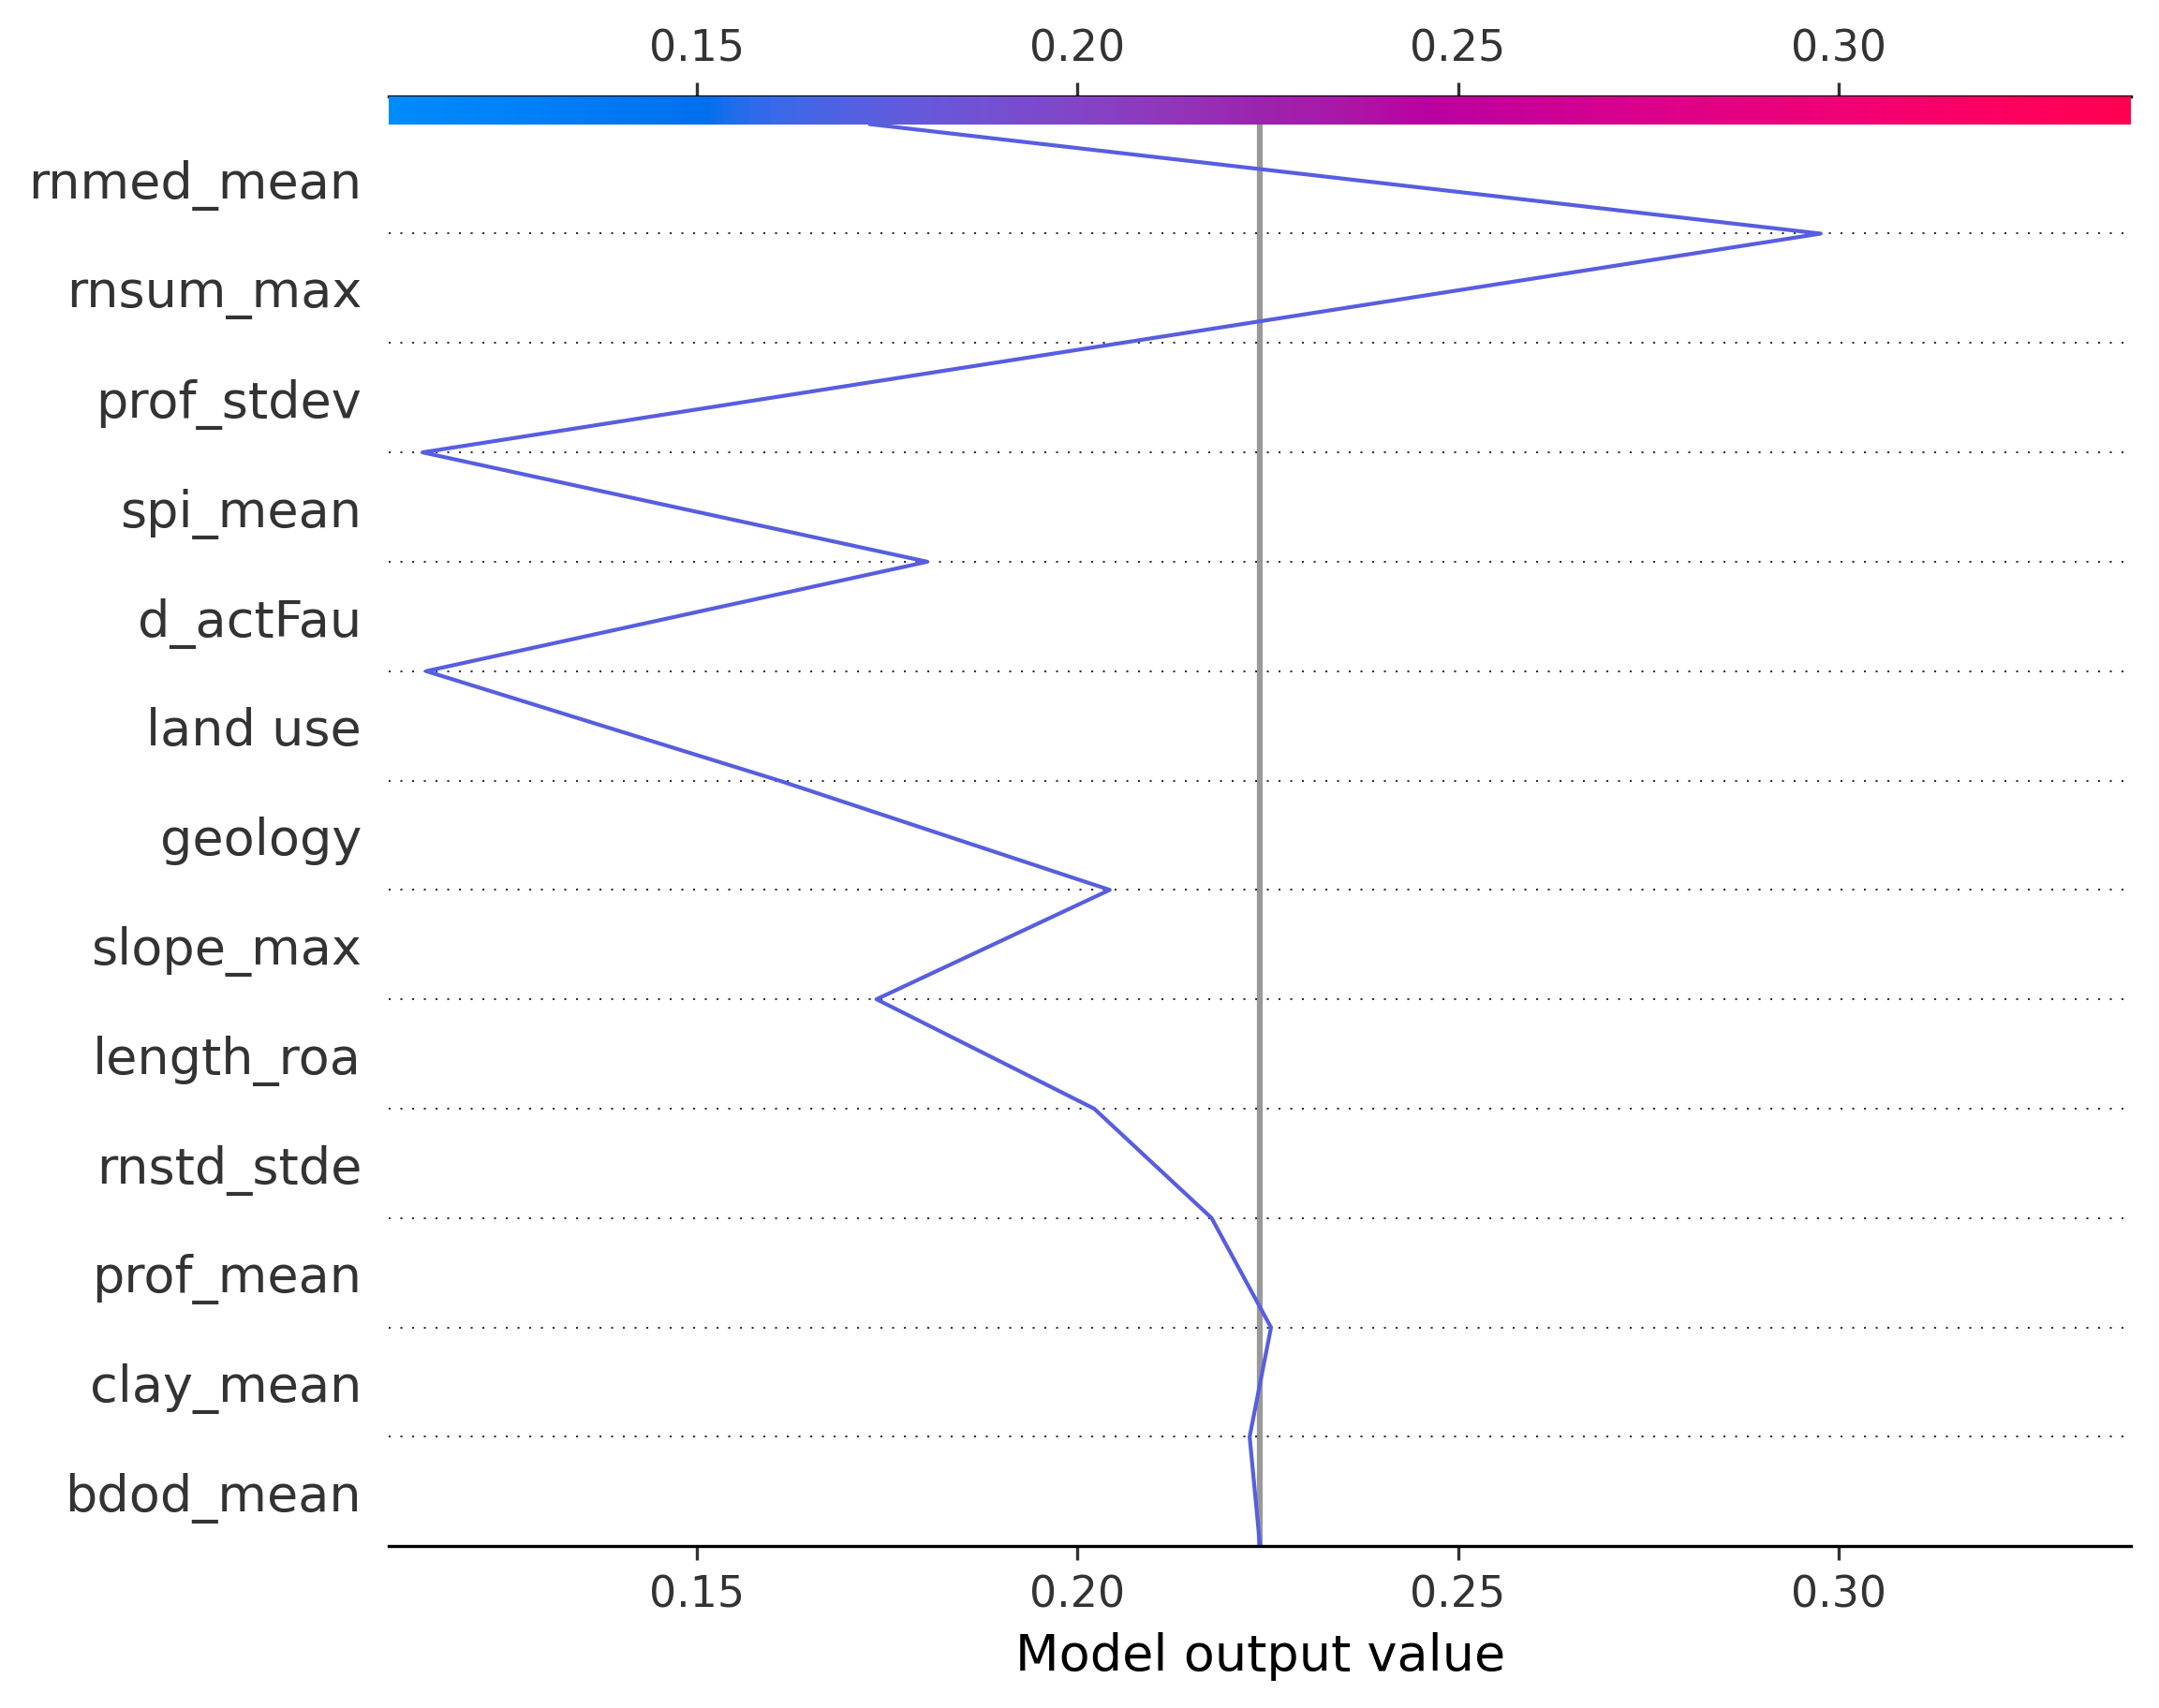 0.15 0.20 0.25 0.30
rnmed_mean
rnsum_max
prof_stdev
spi_mean
d_actFau
land use
geology
slope_max
length_roa
rnstd_stde
prof_mean
clay_mean
bdod_mean
0.15 0.20 0.25 0.30
Model output value